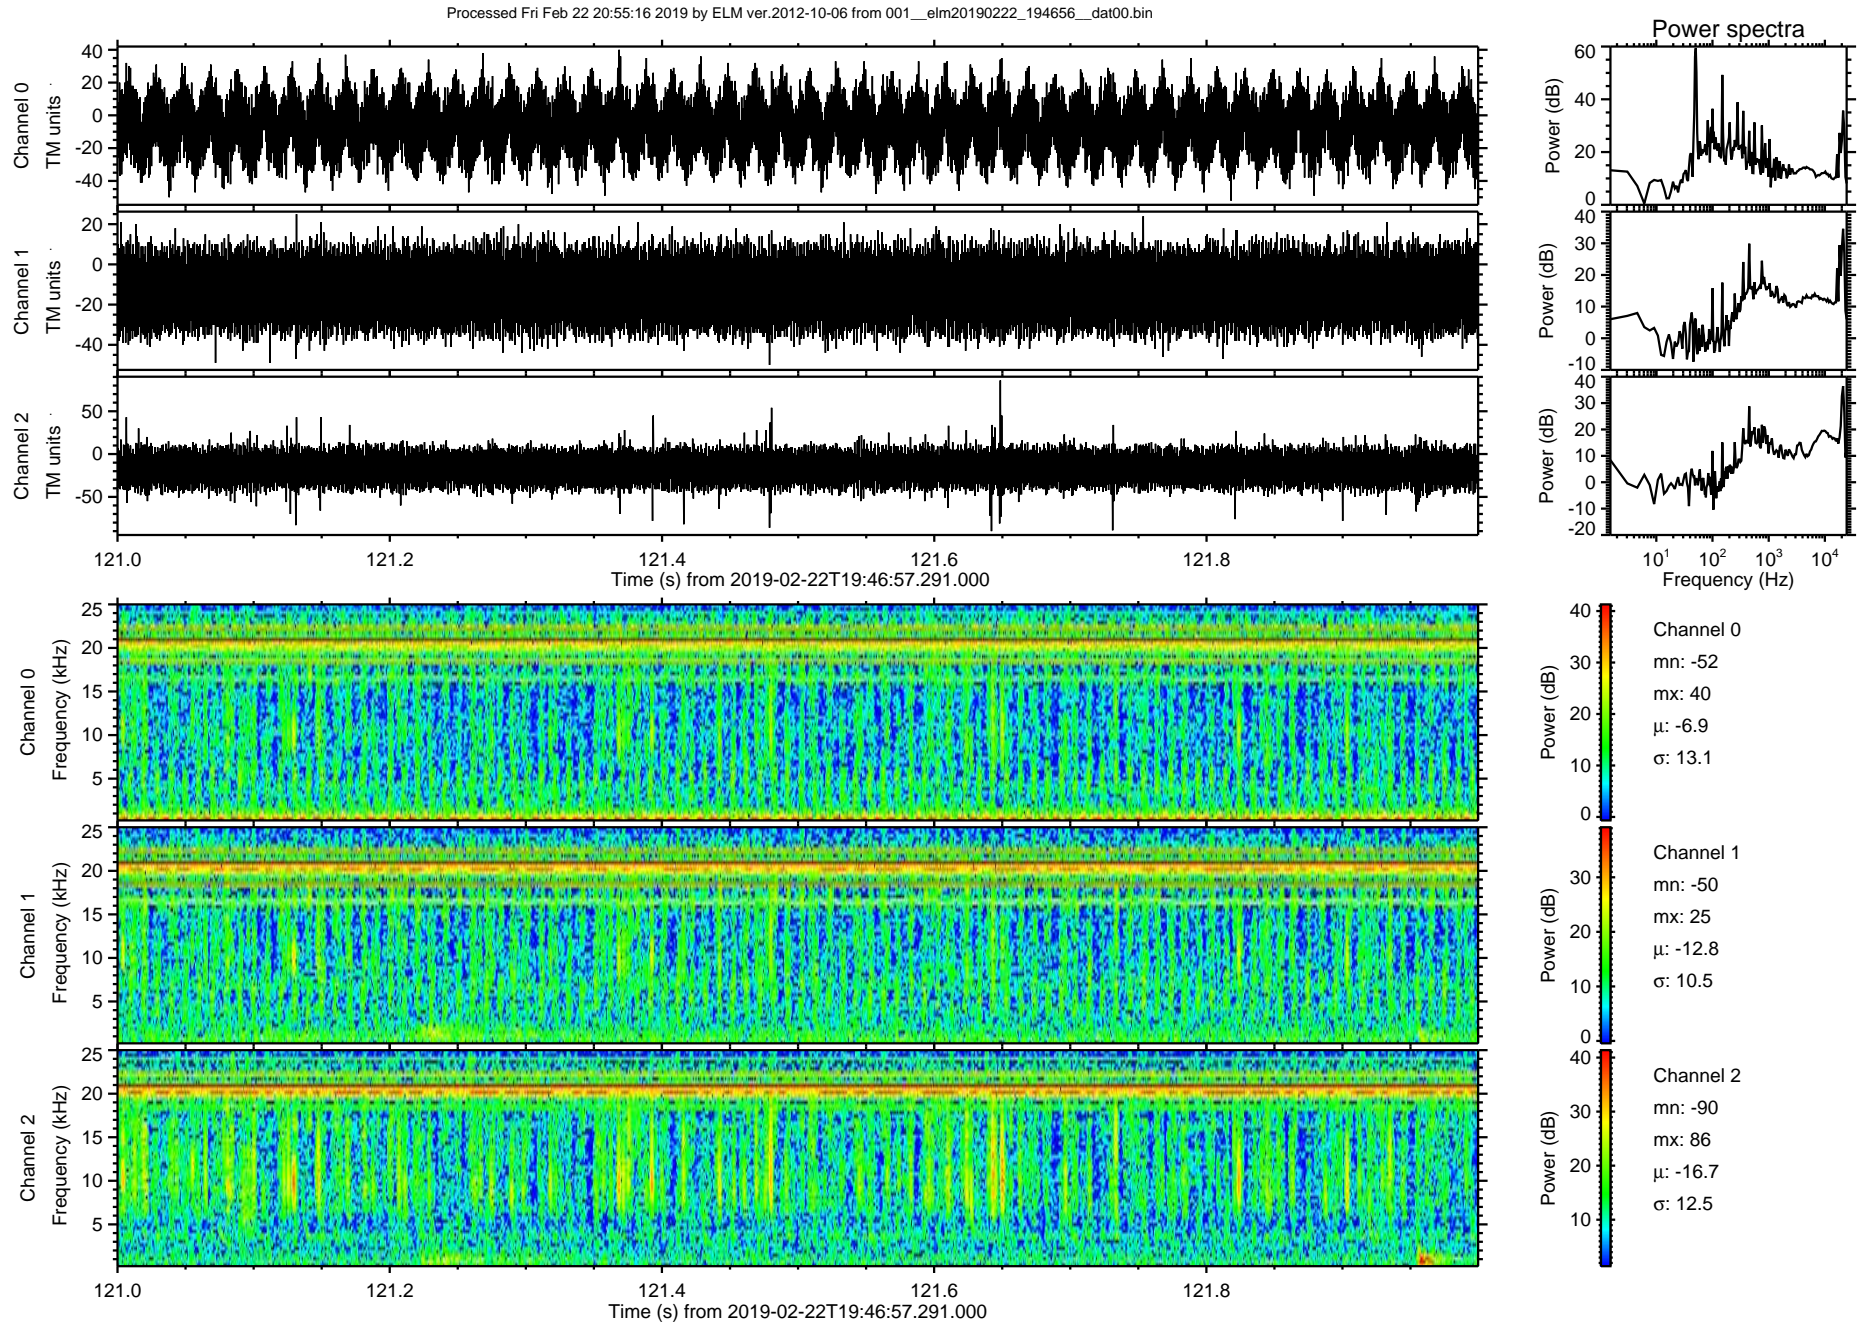 Processed Fri Feb 22 20:55:16 2019 by ELM ver.2012-10-06 from 001__elm20190222_194656__dat00.bin
Power spectra
Channel 0
TM units
40
20
0
-20
-40
Power (dB)
60
40
20
0
Channel 1
TM units
20
0
-20
-40
Power (dB)
40
30
20
10
0
-10
Channel 2
TM units
50
0
-50
Power (dB)
40
30
20
10
0
-10
-20
121.0 121.2 121.4 121.6 121.8
Time (s) from 2019-02-22T19:46:57.291.000
10^1 10^2 10^3 10^4
Frequency (Hz)
Channel 0
Frequency (kHz)
25
20
15
10
5
Power (dB)
40
30
20
10
0
Channel 0
mn: -52
mx: 40
μ: -6.9
σ: 13.1
Channel 1
Frequency (kHz)
25
20
15
10
5
Power (dB)
30
20
10
0
Channel 1
mn: -50
mx: 25
μ: -12.8
σ: 10.5
Channel 2
Frequency (kHz)
25
20
15
10
5
Power (dB)
40
30
20
10
Channel 2
mn: -90
mx: 86
μ: -16.7
σ: 12.5
121.0 121.2 121.4 121.6 121.8
Time (s) from 2019-02-22T19:46:57.291.000